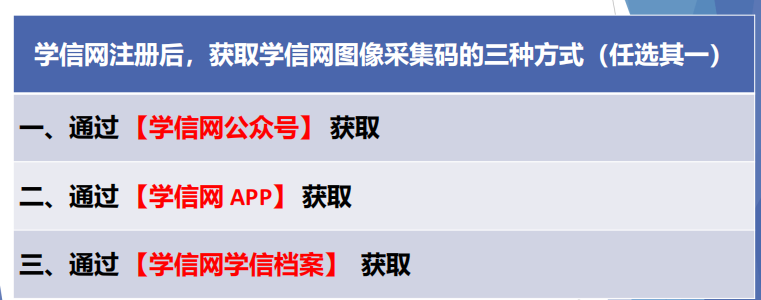 学信网注册后，获取学信网图像采集码的三种方式（任选其一）
一、通过【学信网公众号】获取
二、通过【学信网 APP】获取
三、通过【学信网学信档案】 获取